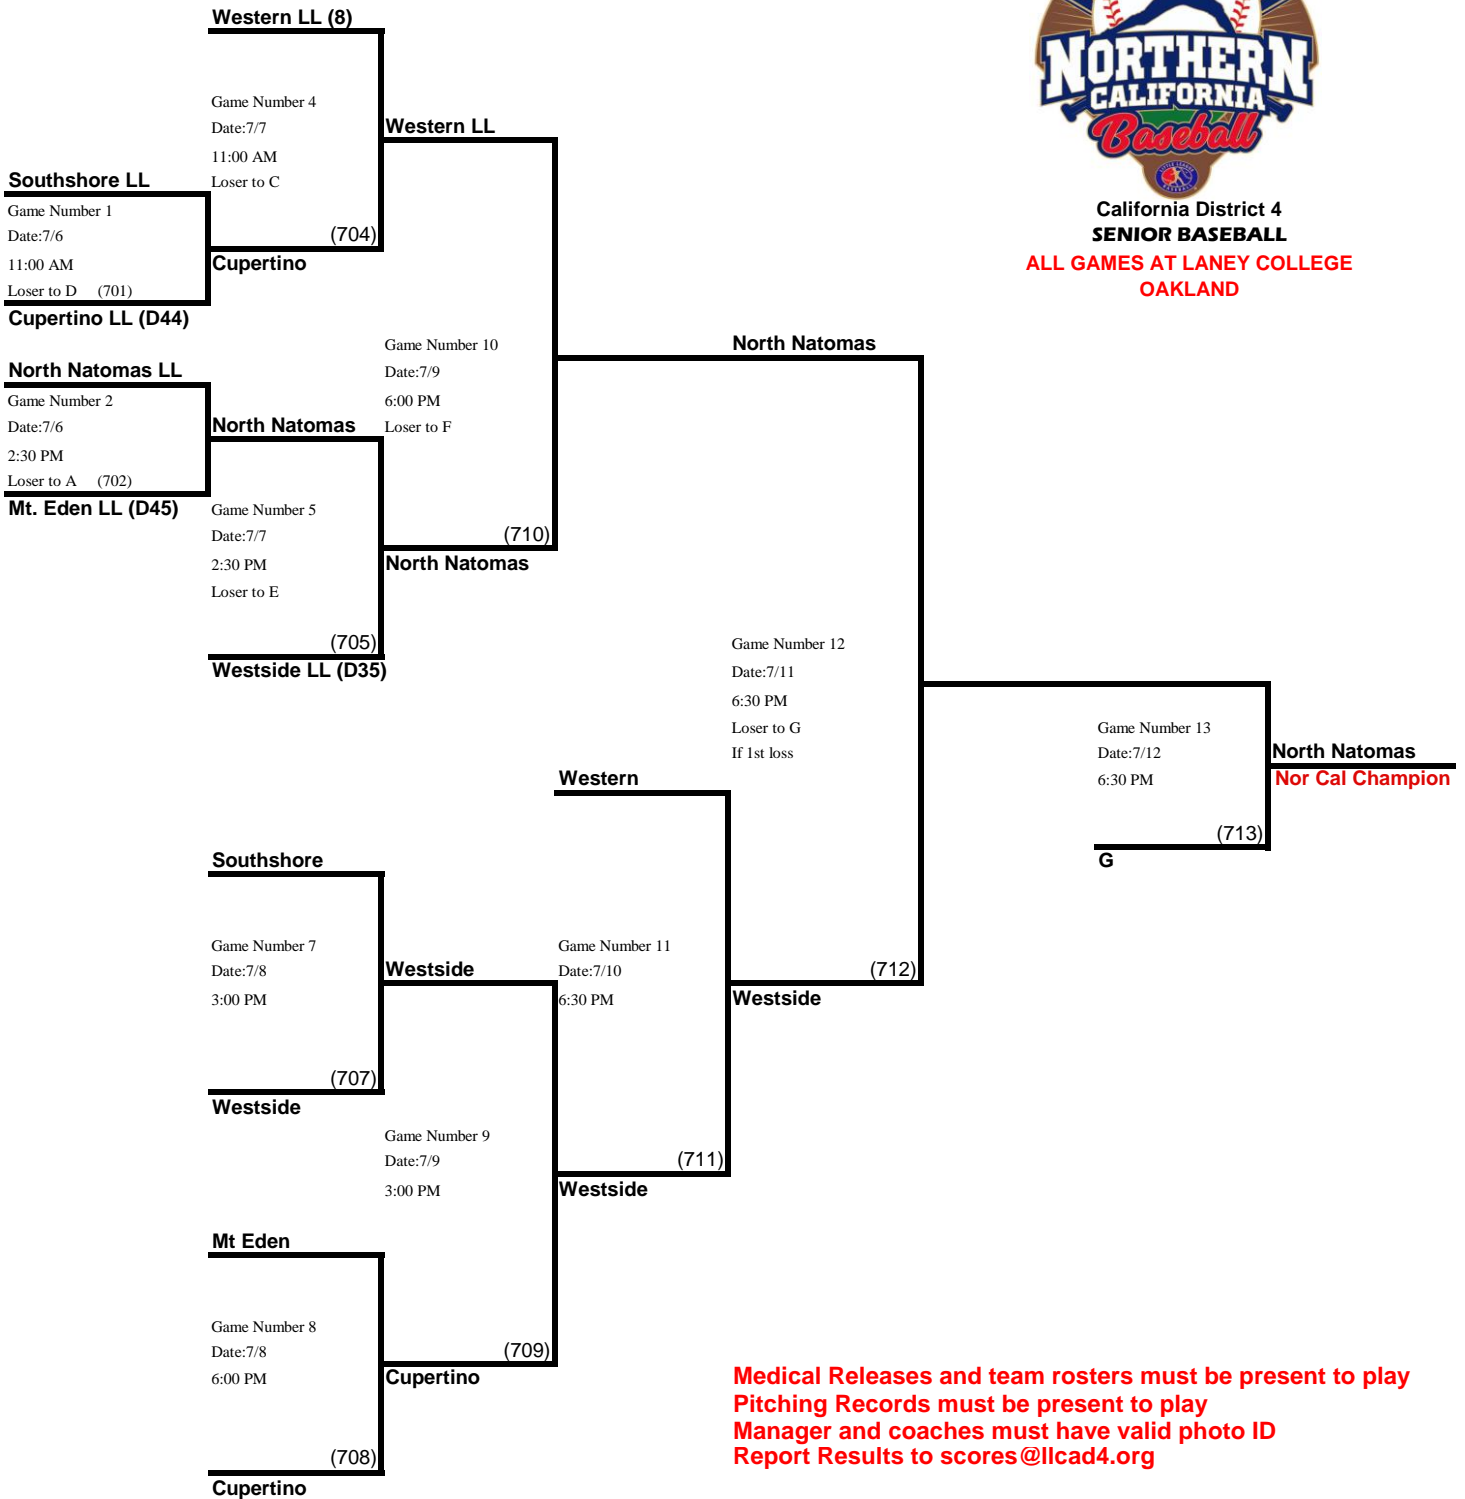 Western LL (8)
Game Number 4
Date:7/7
11:00 AM
Loser to C
(704)
Cupertino
Southshore LL
Game Number 1
Date:7/6
11:00 AM
Loser to D (701)
Cupertino LL (D44)
North Natomas LL
Game Number 2
Date:7/6
2:30 PM
Loser to A (702)
Mt. Eden LL (D45)
North Natomas
Game Number 5
Date:7/7
2:30 PM
Loser to E
(705)
Westside LL (D35)
Western LL
Game Number 10
Date:7/9
6:00 PM
Loser to F
(710)
North Natomas
NORTHERN
CALIFORNIA
Baseball
California District 4
SENIOR BASEBALL
ALL GAMES AT LANEY COLLEGE
OAKLAND
North Natomas
Game Number 12
Date:7/11
6:30 PM
Loser to G
If 1st loss
(712)
Westside
Game Number 13
Date:7/12
6:30 PM
(713)
G
North Natomas
Nor Cal Champion
Western
Game Number 11
Date:7/10
6:30 PM
(711)
Westside
Southshore
Game Number 7
Date:7/8
3:00 PM
(707)
Westside
Westside
Game Number 9
Date:7/9
3:00 PM
(709)
Cupertino
Mt Eden
Game Number 8
Date:7/8
6:00 PM
(708)
Cupertino
Medical Releases and team rosters must be present to play
Pitching Records must be present to play
Manager and coaches must have valid photo ID
Report Results to scores@llcad4.org